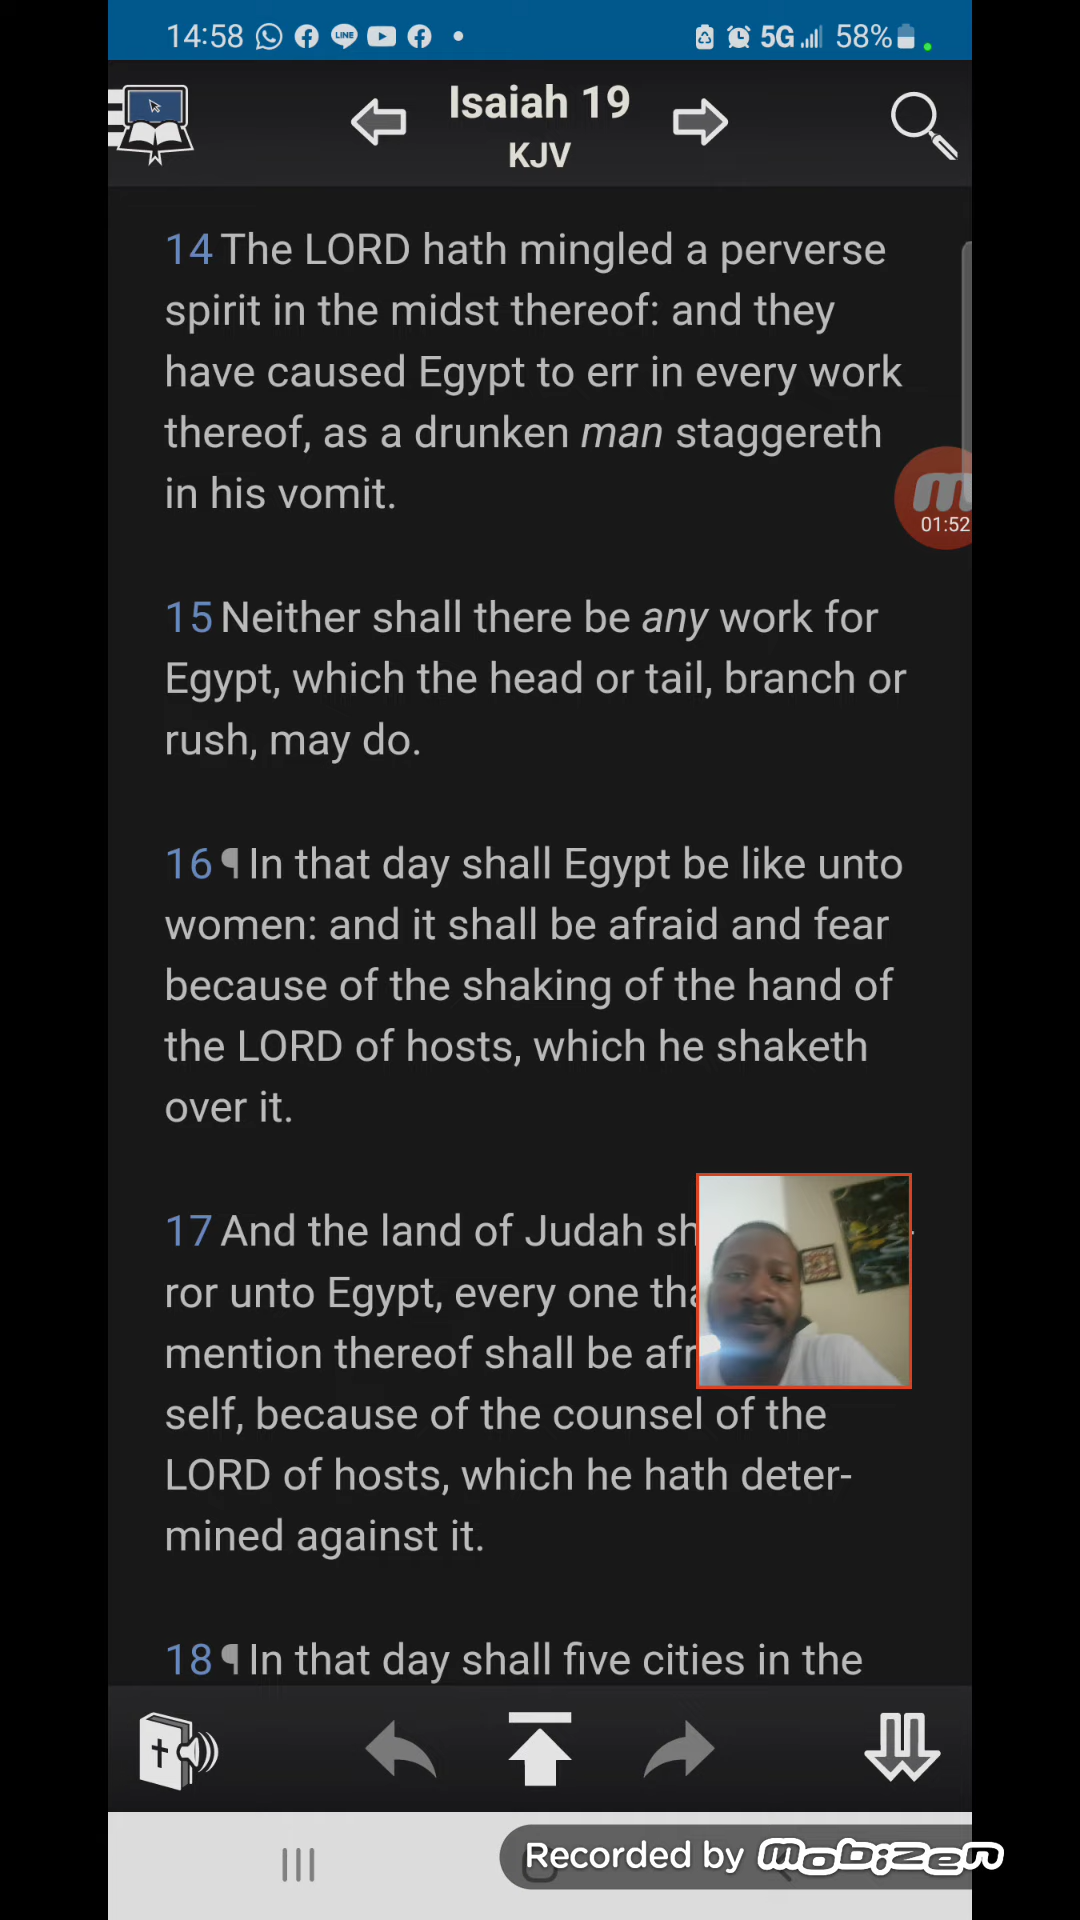 14:58 LINE 5G 58%
Isaiah 19
KJV
14 The LORD hath mingled a perverse
spirit in the midst thereof: and they
have caused Egypt to err in every work
thereof, as a drunken man staggereth
in his vomit.
01:52
15 Neither shall there be any work for
Egypt, which the head or tail, branch or
rush, may do.
16 ¶ In that day shall Egypt be like unto
women: and it shall be afraid and fear
because of the shaking of the hand of
the LORD of hosts, which he shaketh
over it.
17 And the land of Judah
ror unto Egypt, every one
mention thereof shall be
self, because of the counsel of the
LORD of hosts, which he hath deter-
mined against it.
18 ¶ In that day shall five cities in the
Recorded by mobizen